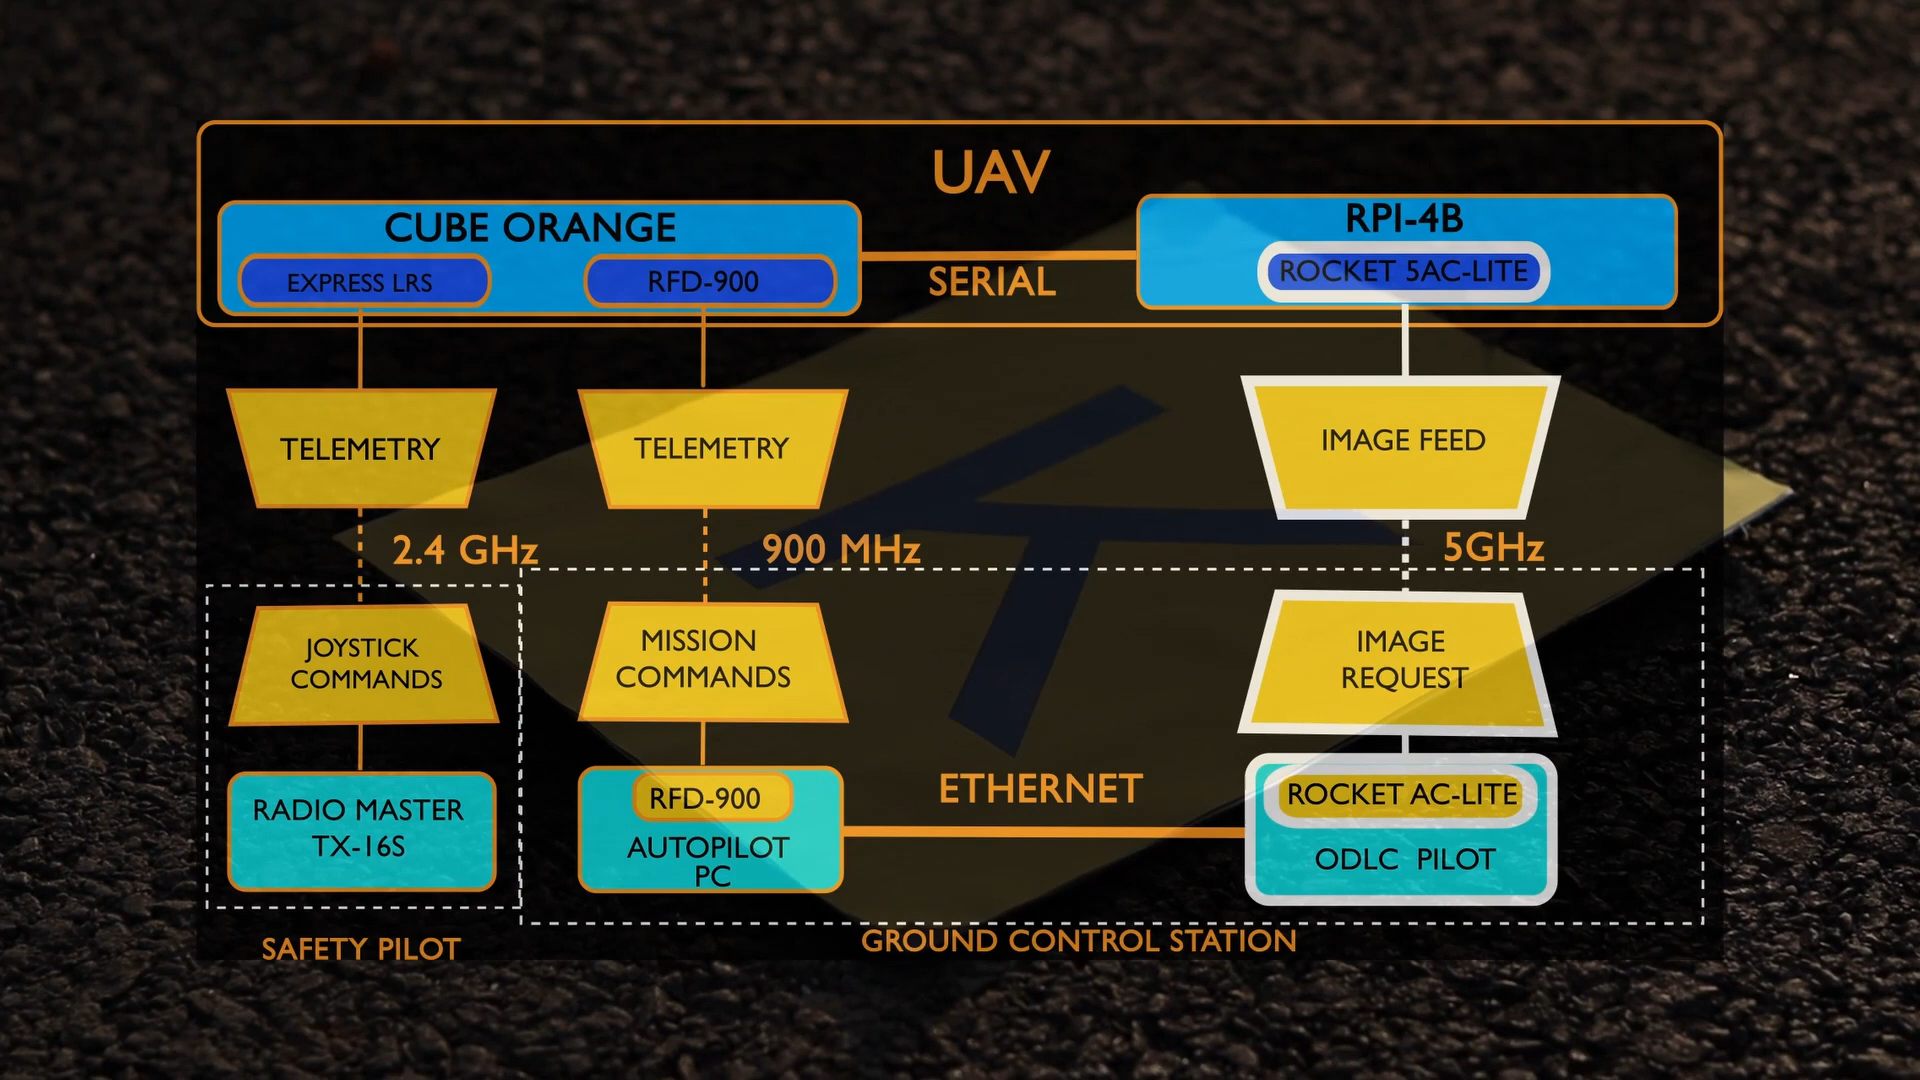 UAV
CUBE ORANGE
EXPRESS LRS
RFD-900
SERIAL
RPI-4B
ROCKET 5AC-LITE
TELEMETRY
TELEMETRY
IMAGE FEED
2.4 GHz
900 MHz
5GHz
JOYSTICK
COMMANDS
MISSION
COMMANDS
IMAGE
REQUEST
RADIO MASTER
TX-16S
RFD-900
AUTOPILOT
PC
ETHERNET
ROCKET AC-LITE
ODLC PILOT
SAFETY PILOT
GROUND CONTROL STATION